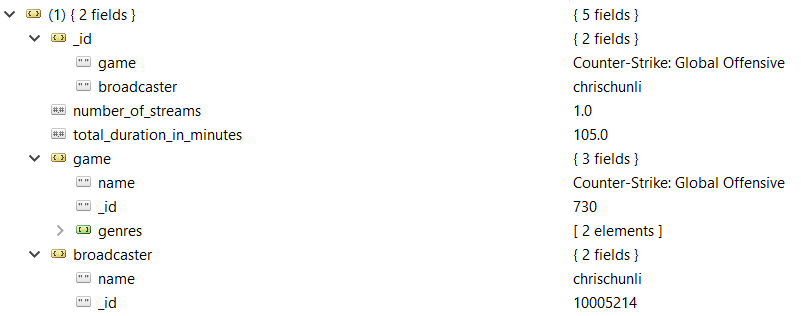 (1) { 2 fields } { 5 fields }
_id { 2 fields }
game Counter-Strike: Global Offensive
broadcaster chrischunli
number_of_streams 1.0
total_duration_in_minutes 105.0
game { 3 fields }
name Counter-Strike: Global Offensive
_id 730
genres [ 2 elements ]
broadcaster { 2 fields }
name chrischunli
_id 10005214